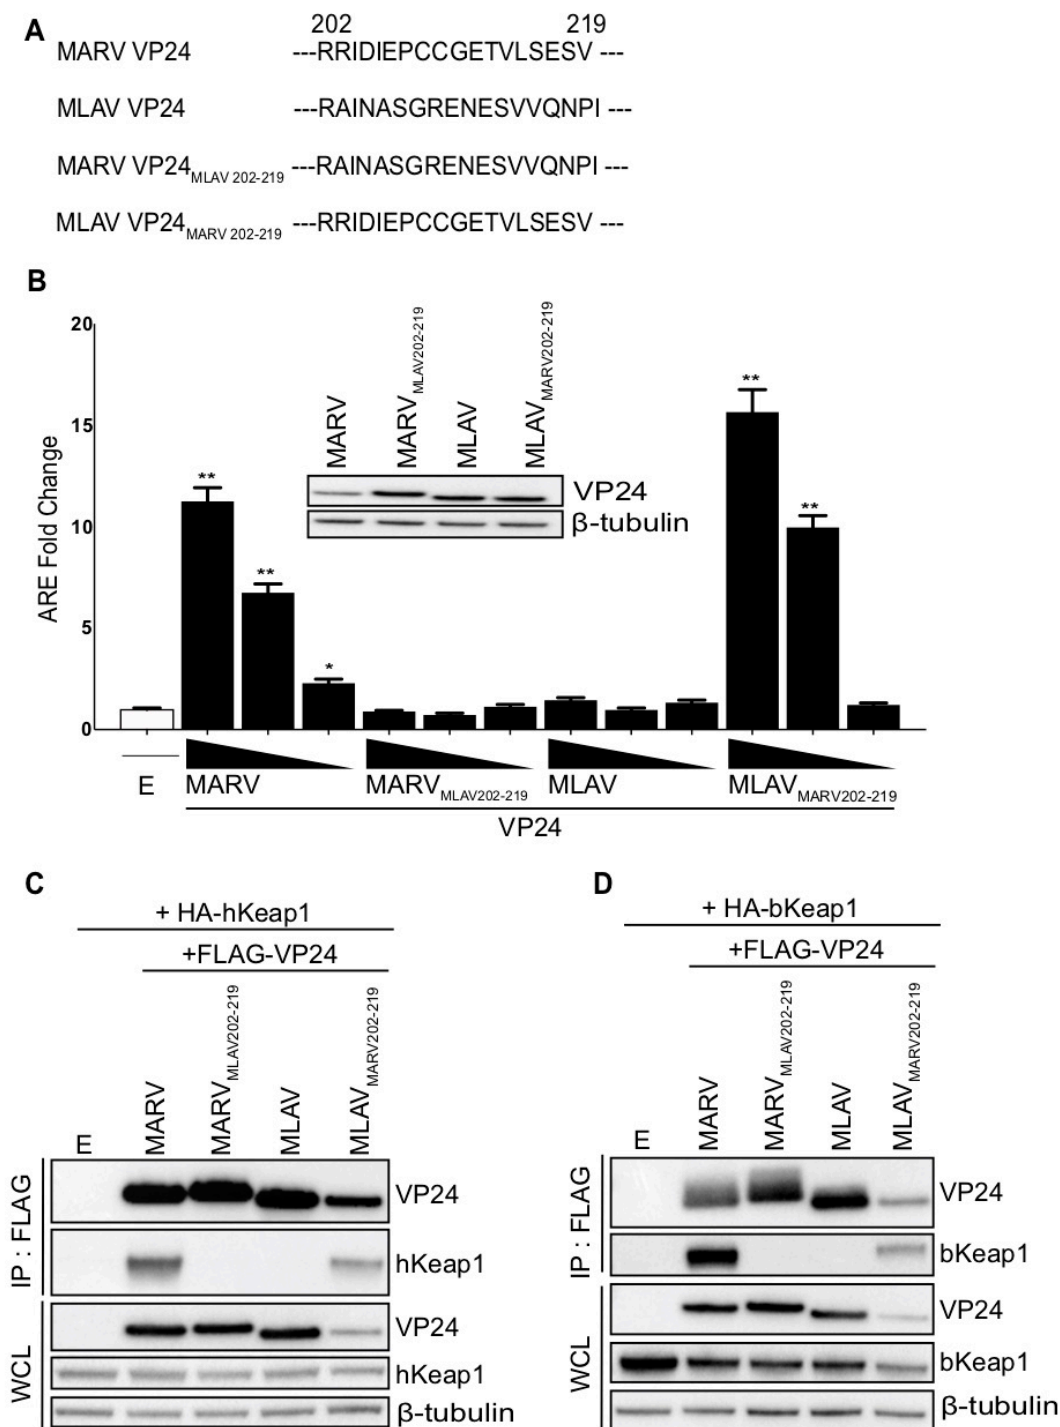 A
202 219
MARV VP24 ---RRIDIEPCCGETVLSESV ---
MLAV VP24 ---RAINASGRENESVVQNPI ---
MARV VP24MLAV 202-219 ---RAINASGRENESVVQNPI ---
MLAV VP24MARV 202-219 ---RRIDIEPCCGETVLSESV ---
B
ARE Fold Change
20
15
10
5
0
** ** * ** **
MARV MARVMLAV202-219 MLAV MLAVMARV202-219
VP24
β-tubulin
E MARV MARVMLAV202-219 MLAV MLAVMARV202-219
VP24
C
+ HA-hKeap1
+FLAG-VP24
E MARV MARVMLAV202-219 MLAV MLAVMARV202-219
IP : FLAG
VP24
hKeap1
WCL
VP24
hKeap1
β-tubulin
D
+ HA-bKeap1
+FLAG-VP24
E MARV MARVMLAV202-219 MLAV MLAVMARV202-219
IP : FLAG
VP24
bKeap1
WCL
VP24
bKeap1
β-tubulin